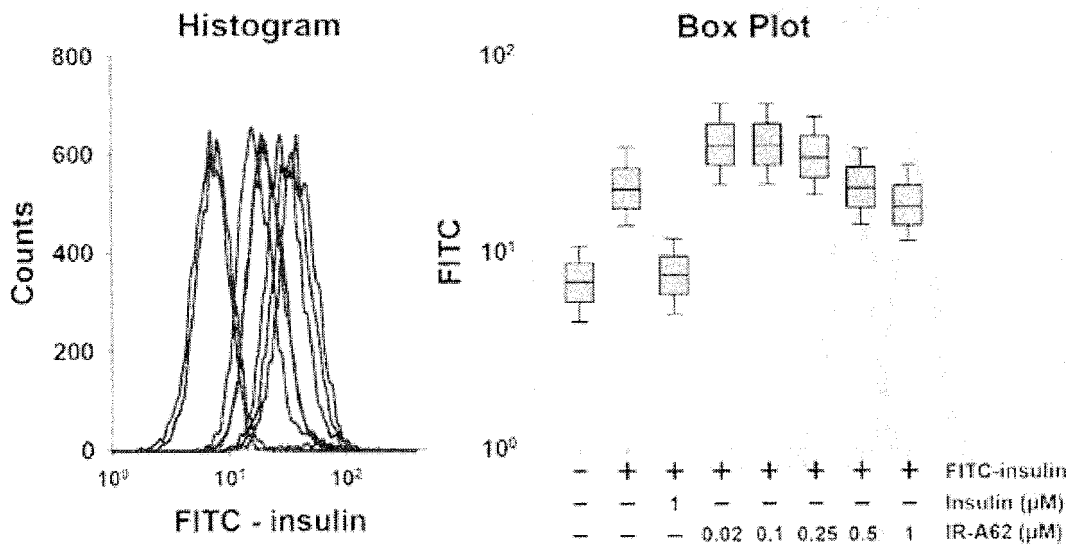 Histogram
800
600
400
200
0
Counts
10⁰ 10¹ 10²
FITC - insulin
Box Plot
10²
10¹
10⁰
FITC
− + + + + + + + FITC-insulin
− − 1 − − − − − Insulin (µM)
− − − 0.02 0.1 0.25 0.5 1 IR-A62 (µM)